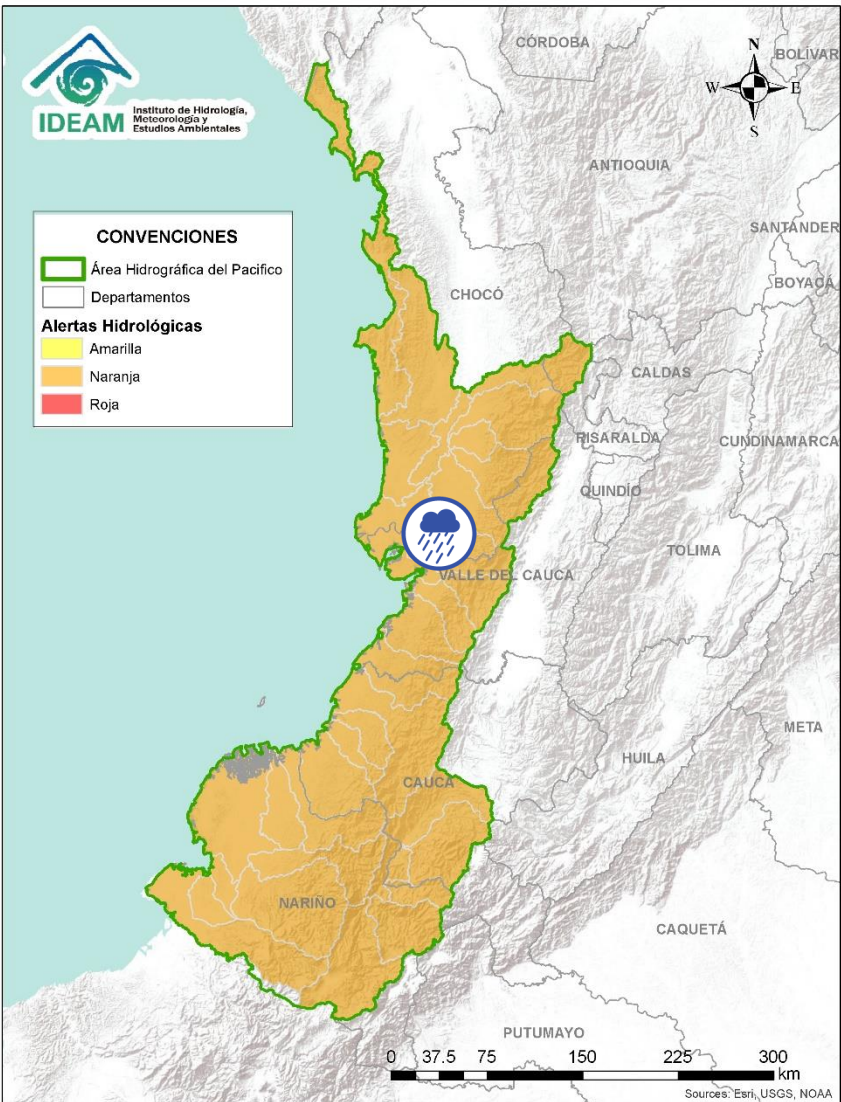 IDEAM
Instituto de Hidrología,
Meteorología y
Estudios Ambientales
N
W E
S
CÓRDOBA
BOLÍVAR
ANTIOQUIA
SANTANDER
BOYACÁ
CONVENCIONES
Área Hidrográfica del Pacifico
Departamentos
Alertas Hidrológicas
Amarilla
Naranja
Roja
CHOCÓ
CALDAS
RISARALDA
CUNDINAMARCA
QUINDÍO
TOLIMA
VALLE DEL CAUCA
META
HUILA
CAUCA
NARIÑO
CAQUETÁ
PUTUMAYO
0 37.5 75 150 225 300
km
Sources: Esri, USGS, NOAA